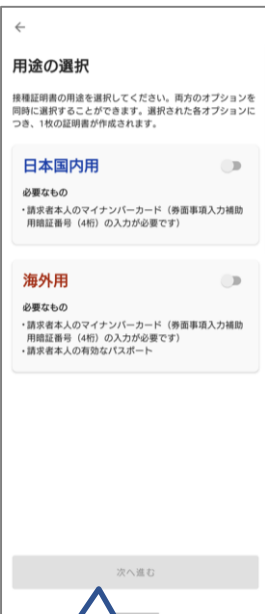 用途の選択
接種証明書の用途を選択してください。両方のオプションを
同時に選択することができます。選択された各オプションに
つき、1枚の証明書が作成されます。
日本国内用
必要なもの
・請求者本人のマイナンバーカード（券面事項入力補助
用暗証番号（4桁）の入力が必要です）
海外用
必要なもの
・請求者本人のマイナンバーカード（券面事項入力補助
用暗証番号（4桁）の入力が必要です）
・請求者本人の有効なパスポート
次へ進む